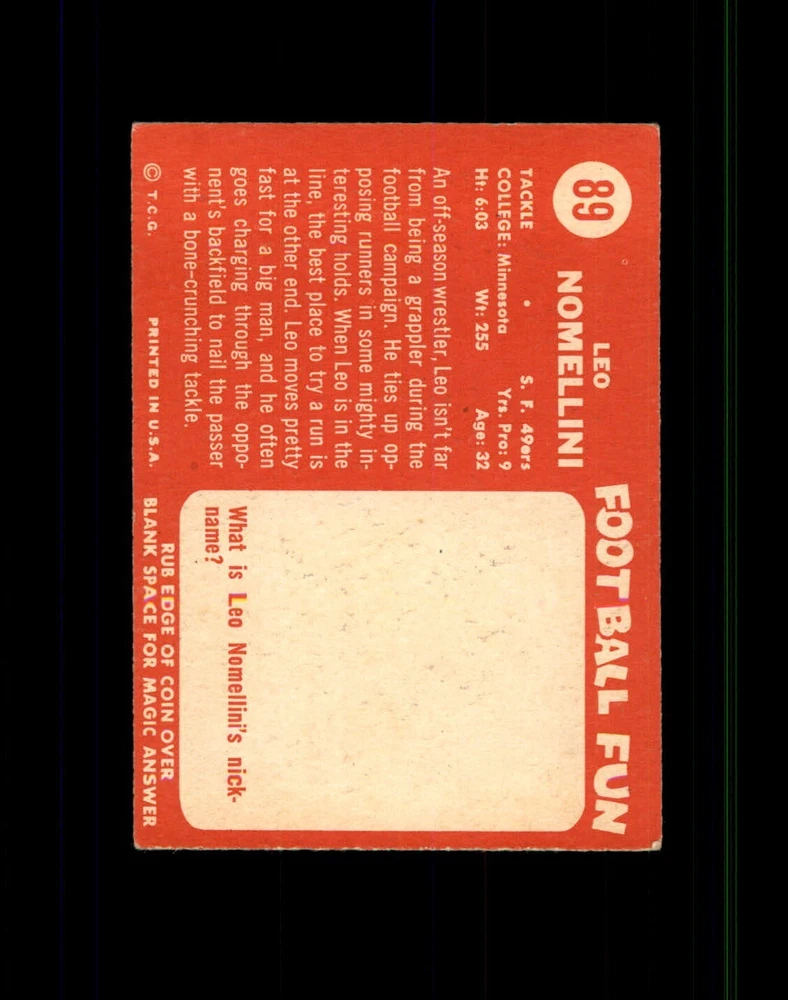 89
LEO
NOMELLINI
TACKLE • S. F. 49ers
COLLEGE: Minnesota Yrs. Pro: 9
Ht: 6:03 Wt: 255 Age: 32
An off-season wrestler, Leo isn't far
from being a grappler during the
football campaign. He ties up op-
posing runners in some mighty in-
teresting holds. When Leo is in the
line, the best place to try a run is
at the other end. Leo moves pretty
fast for a big man, and he often
goes charging through the oppo-
nent's backfield to nail the passer
with a bone-crunching tackle.
© T.C.G. PRINTED IN U.S.A.
FOOTBALL FUN
What is Leo Nomellini's nick-
name?
RUB EDGE OF COIN OVER
BLANK SPACE FOR MAGIC ANSWER